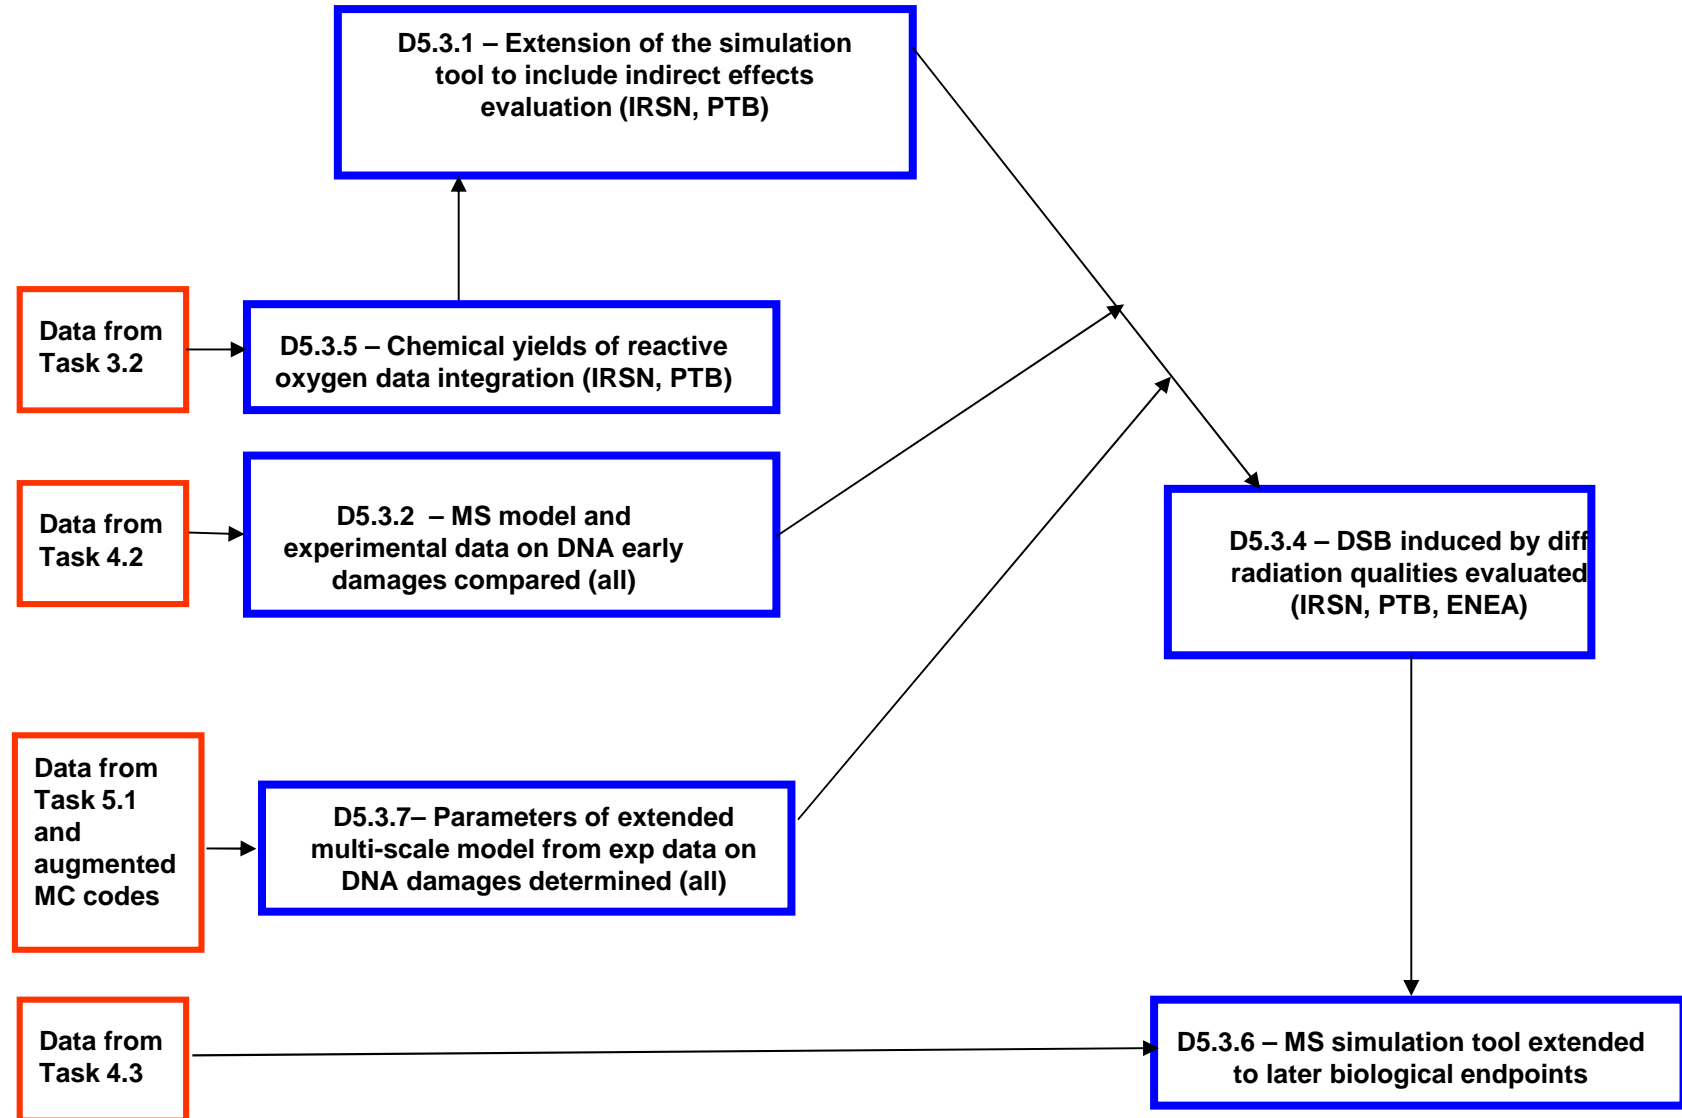 D5.3.1 – Extension of the simulation
tool to include indirect effects
evaluation (IRSN, PTB)
Data from
Task 3.2
D5.3.5 – Chemical yields of reactive
oxygen data integration (IRSN, PTB)
Data from
Task 4.2
D5.3.2 – MS model and
experimental data on DNA early
damages compared (all)
D5.3.4 – DSB induced by diff
radiation qualities evaluated
(IRSN, PTB, ENEA)
Data from
Task 5.1
and
augmented
MC codes
D5.3.7– Parameters of extended
multi-scale model from exp data on
DNA damages determined (all)
Data from
Task 4.3
D5.3.6 – MS simulation tool extended
to later biological endpoints